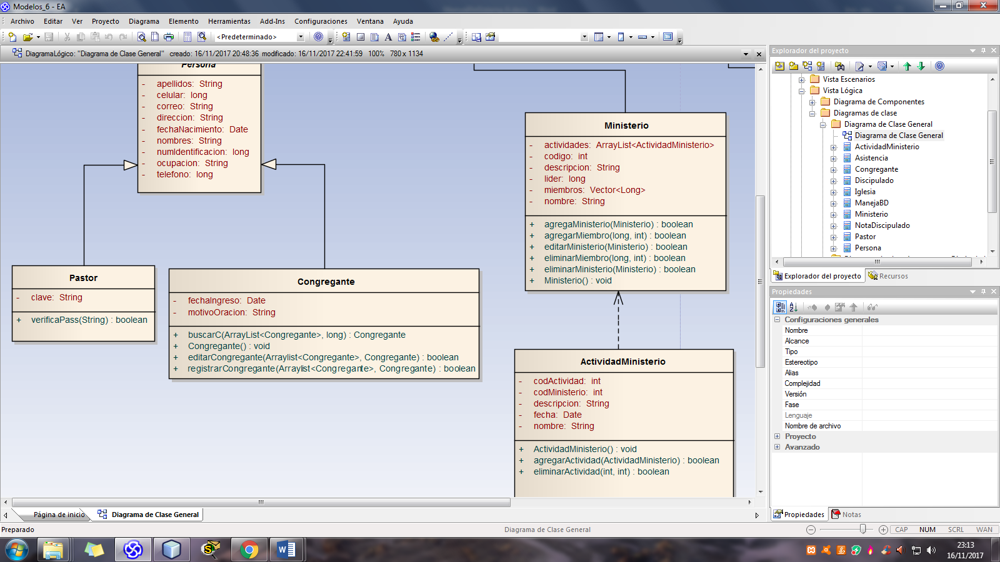 Modelos_6 - EA
Archivo Editar Ver Proyecto Diagrama Elemento Herramientas Add-Ins Configuraciones Ventana Ayuda
<Predeterminado>
DiagramaLógico: "Diagrama de Clase General" creado: 16/11/2017 20:48:36 modificado: 16/11/2017 22:41:59 100% 780 x 1134
Persona
- apellidos: String
- celular: long
- correo: String
- direccion: String
- fechaNacimiento: Date
- nombres: String
- numIdentificacion: long
- ocupacion: String
- telefono: long
Pastor
- clave: String
+ verificaPass(String) : boolean
Congregante
- fechaIngreso: Date
- motivoOracion: String
+ buscarC(ArrayList<Congregante>, long) : Congregante
+ Congregante() : void
+ editarCongregante(Arraylist<Congregante>, Congregante) : boolean
+ registrarCongregante(Arraylist<Congregante>, Congregante) : boolean
Ministerio
- actividades: ArrayList<ActividadMinisterio>
- codigo: int
- descripcion: String
- lider: long
- miembros: Vector<Long>
- nombre: String
+ agregaMinisterio(Ministerio) : boolean
+ agregarMiembro(long, int) : boolean
+ editarMinisterio(Ministerio) : boolean
+ eliminarMiembro(long, int) : boolean
+ eliminarMinisterio(Ministerio) : boolean
+ Ministerio() : void
ActividadMinisterio
- codActividad: int
- codMinisterio: int
- descripcion: String
- fecha: Date
- nombre: String
+ ActividadMinisterio() : void
+ agregarActividad(ActividadMinisterio) : boolean
+ eliminarActividad(int, int) : boolean
Página de inicio Diagrama de Clase General
Explorador del proyecto
Vista Escenarios
Vista Lógica
Diagrama de Componentes
Diagramas de clase
Diagrama de Clase General
Diagrama de Clase General
ActividadMinisterio
Asistencia
Congregante
Discipulado
Iglesia
ManejaBD
Ministerio
NotaDiscipulado
Pastor
Persona
Explorador del proyecto Recursos
Propiedades
Configuraciones generales
Nombre
Alcance
Tipo
Estereotipo
Alias
Complejidad
Versión
Fase
Lenguaje
Nombre de archivo
Proyecto
Avanzado
Propiedades Notas
Preparado Diagrama de Clase General CAP NUM SCRL WAN
23:13
16/11/2017